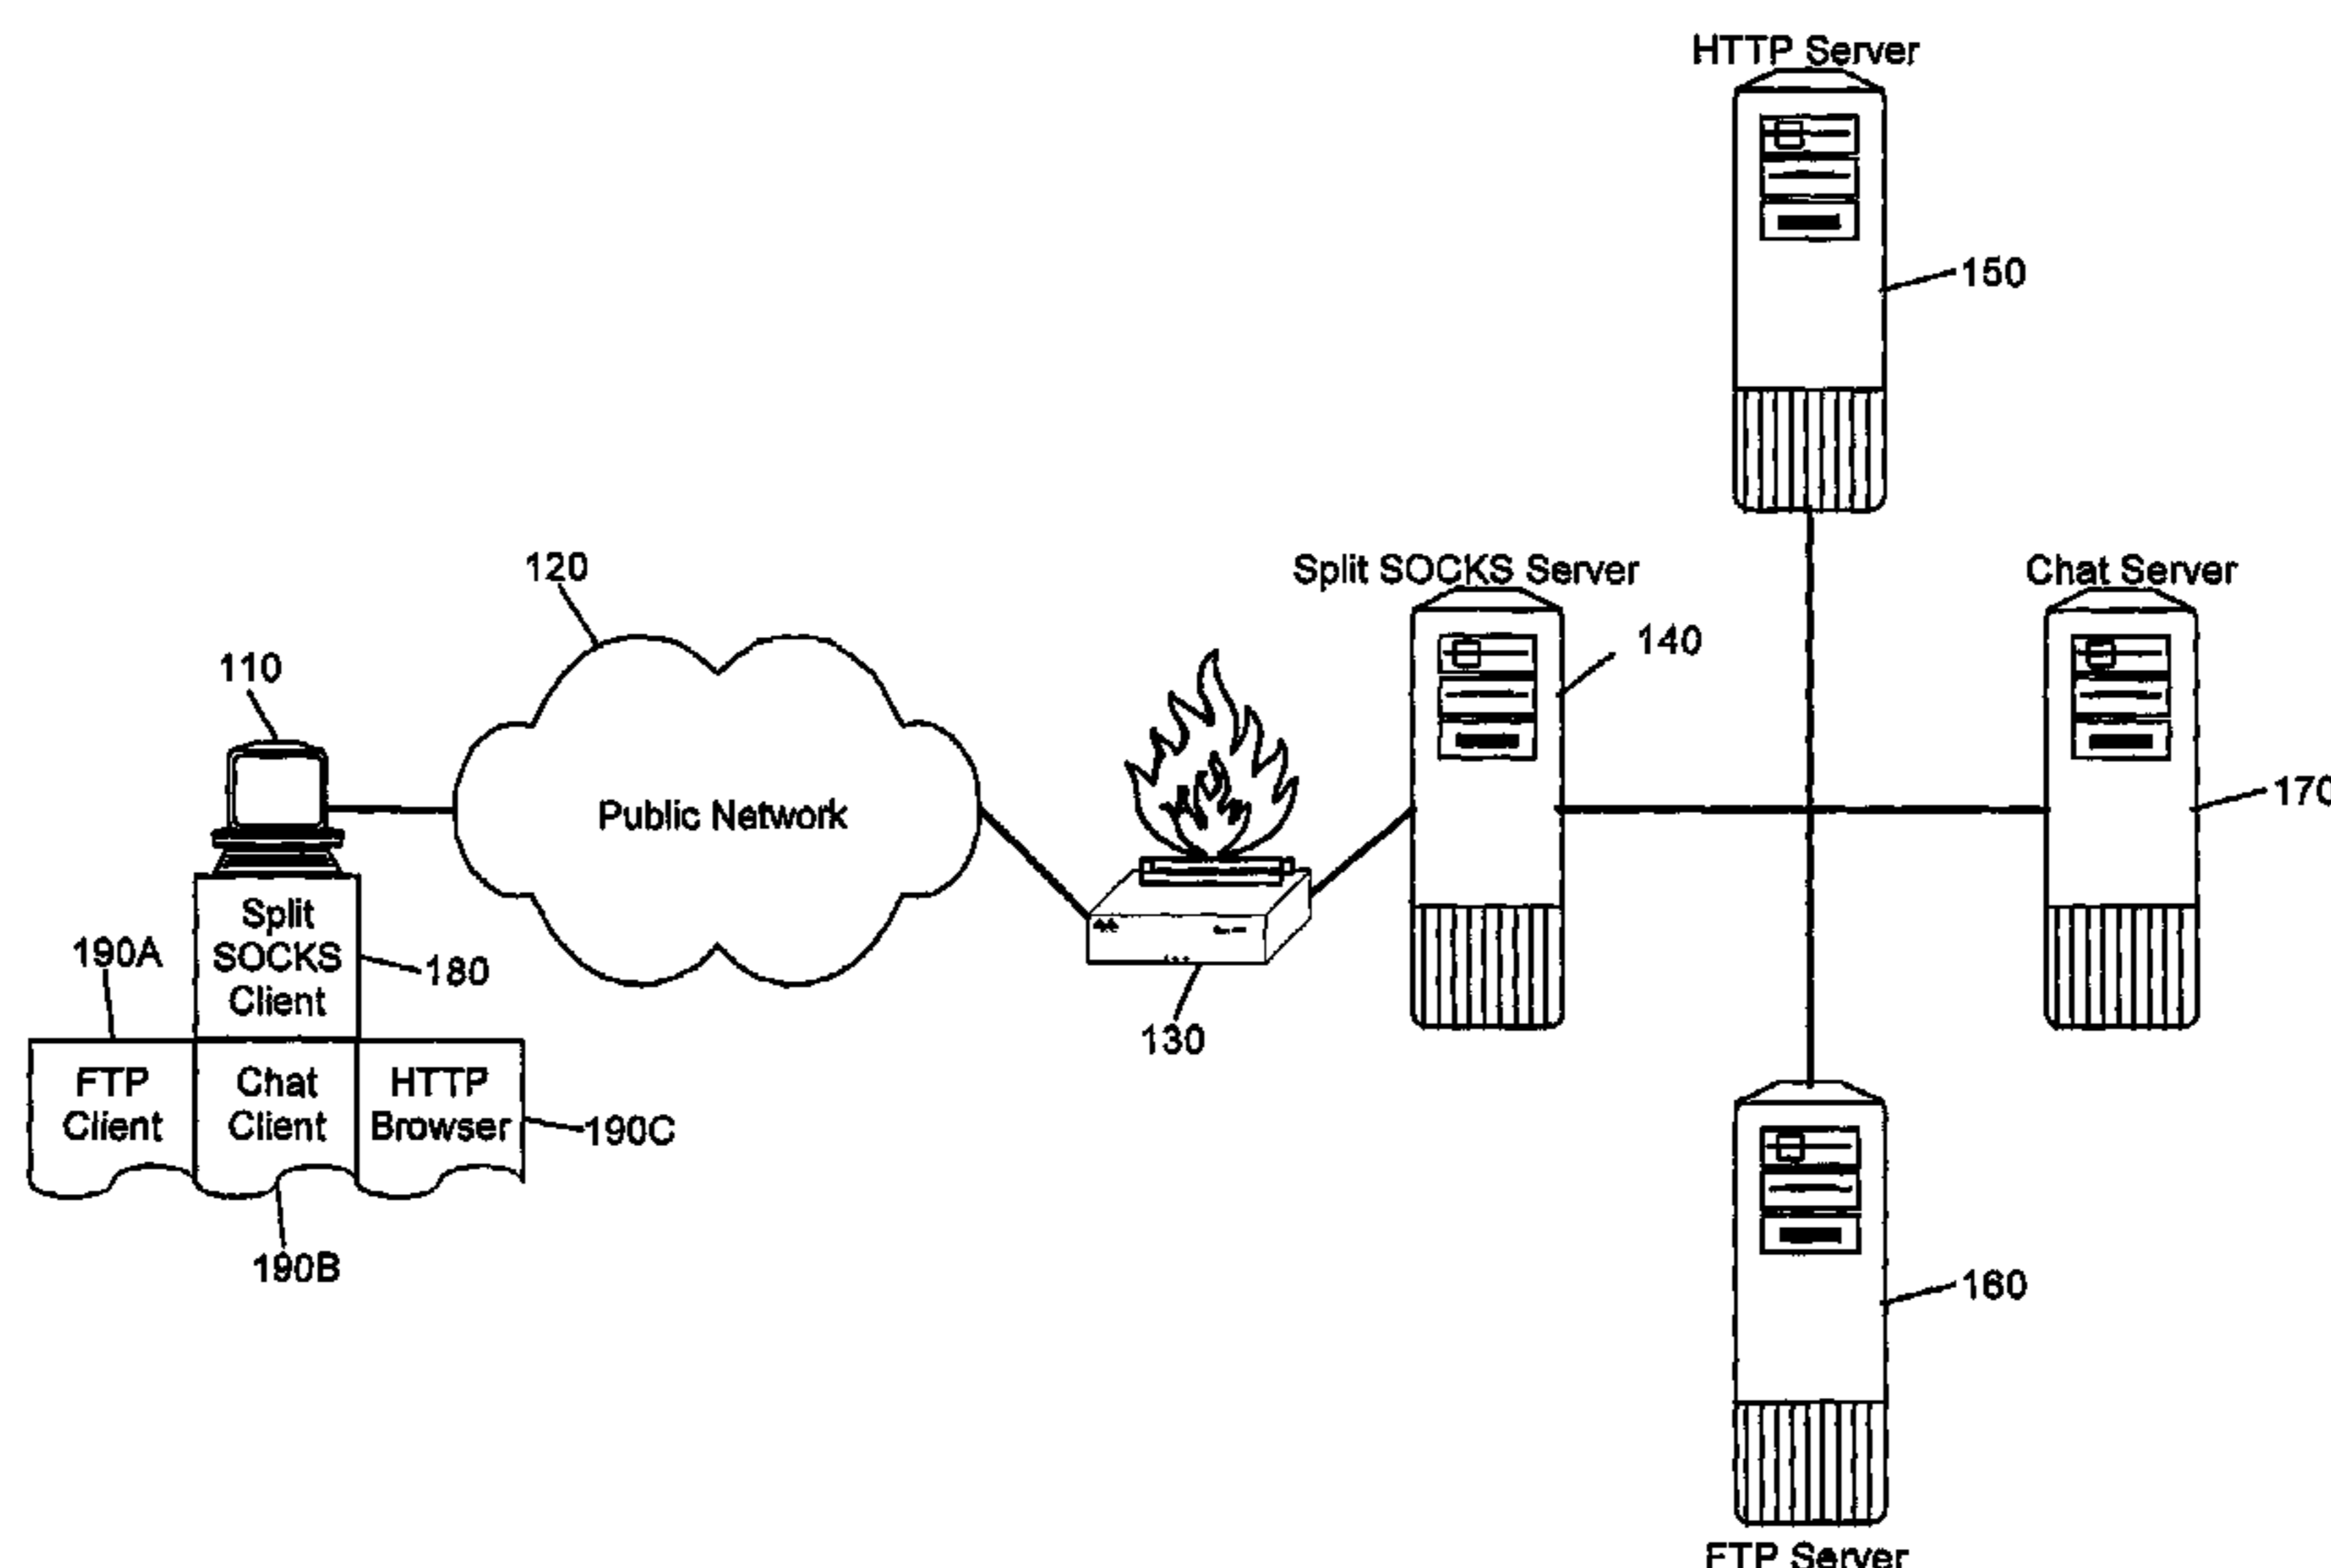 HTTP Server
150
120
Split SOCKS Server
Chat Server
140
110
Public Network
170
190A
Split
SOCKS
Client
180
130
FTP
Client
Chat
Client
HTTP
Browser
190C
190B
160
FTP Server